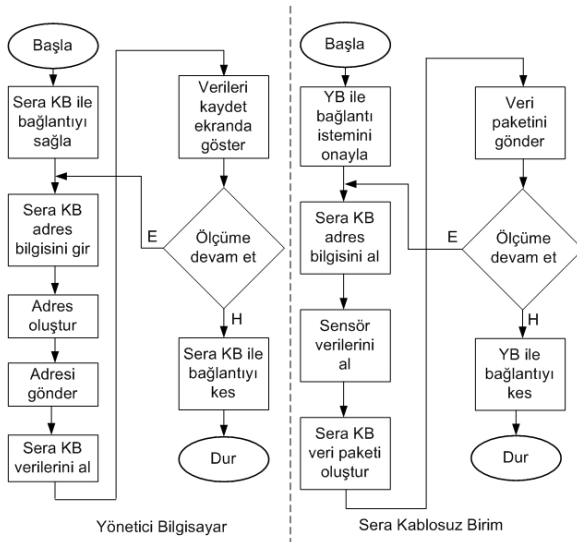 Başla
Sera KB ile
bağlantıyı
sağla
Sera KB
adres
bilgisini gir
Adres
oluştur
Adresi
gönder
Sera KB
verilerini al
Verileri
kaydet
ekranda
göster
E
Ölçüme
devam et
H
Sera KB ile
bağlantıyı
kes
Dur
Yönetici Bilgisayar
Başla
YB ile
bağlantı
istemini
onayla
Sera KB
adres
bilgisini al
Sensör
verilerini
al
Sera KB
veri paketi
oluştur
Veri
paketini
gönder
E
Ölçüme
devam et
H
YB ile
bağlantıyı
kes
Dur
Sera Kablosuz Birim